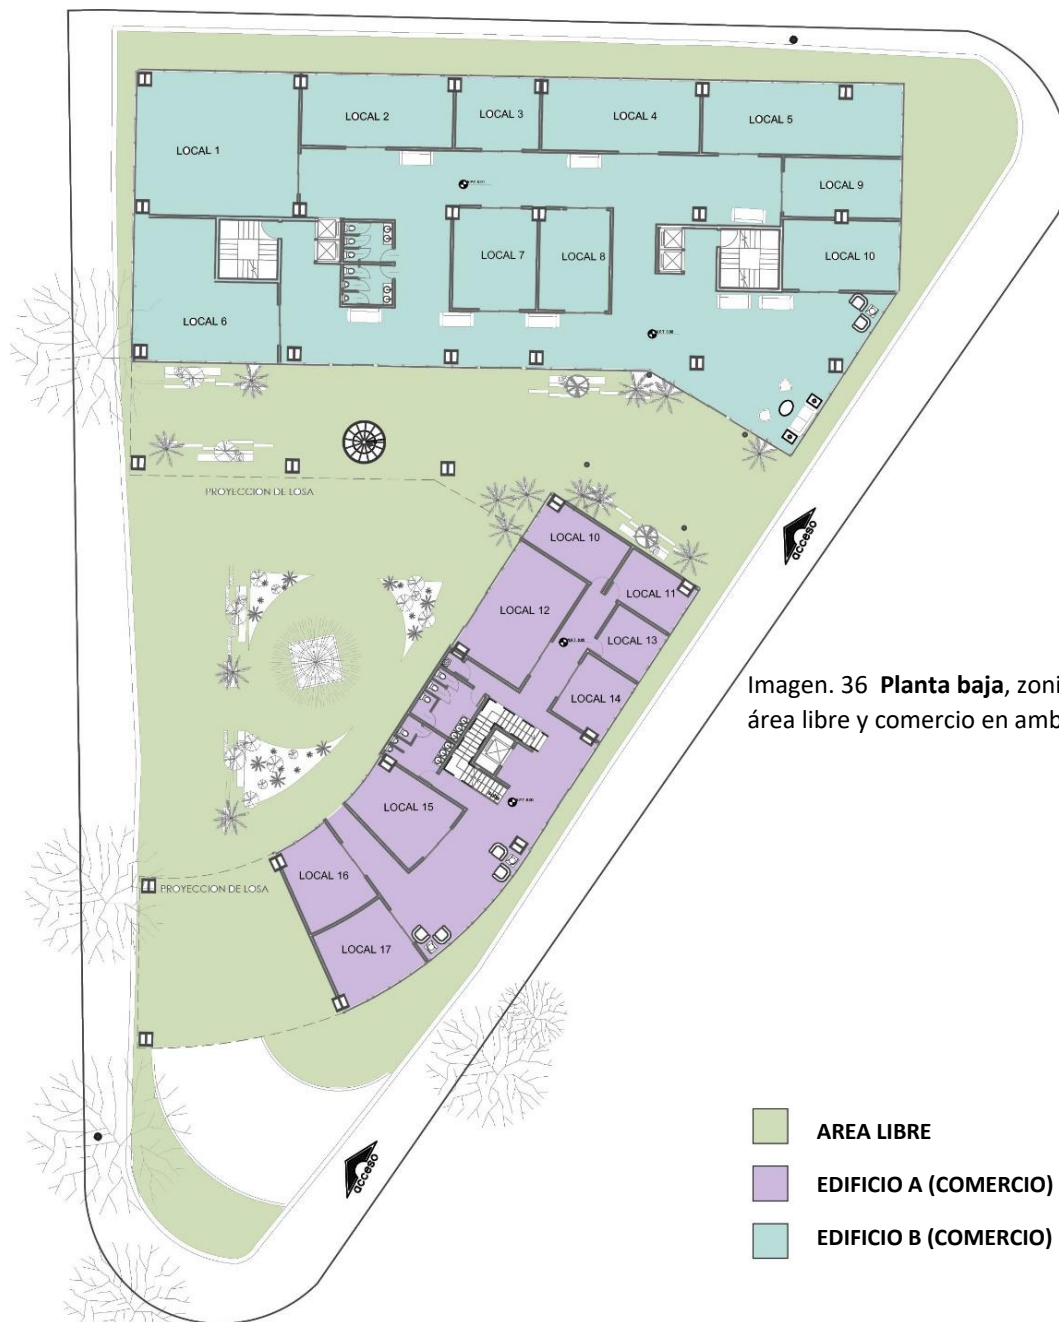 LOCAL 1
LOCAL 2
LOCAL 3
LOCAL 4
LOCAL 5
LOCAL 9
LOCAL 7
LOCAL 8
LOCAL 10
LOCAL 6
PROYECCION DE LOSA
LOCAL 10
acceso
LOCAL 11
LOCAL 12
LOCAL 13
Imagen. 36 Planta baja, zoni
LOCAL 14
área libre y comercio en amb
LOCAL 15
LOCAL 16
PROYECCION DE LOSA
LOCAL 17
acceso
AREA LIBRE
EDIFICIO A (COMERCIO)
EDIFICIO B (COMERCIO)